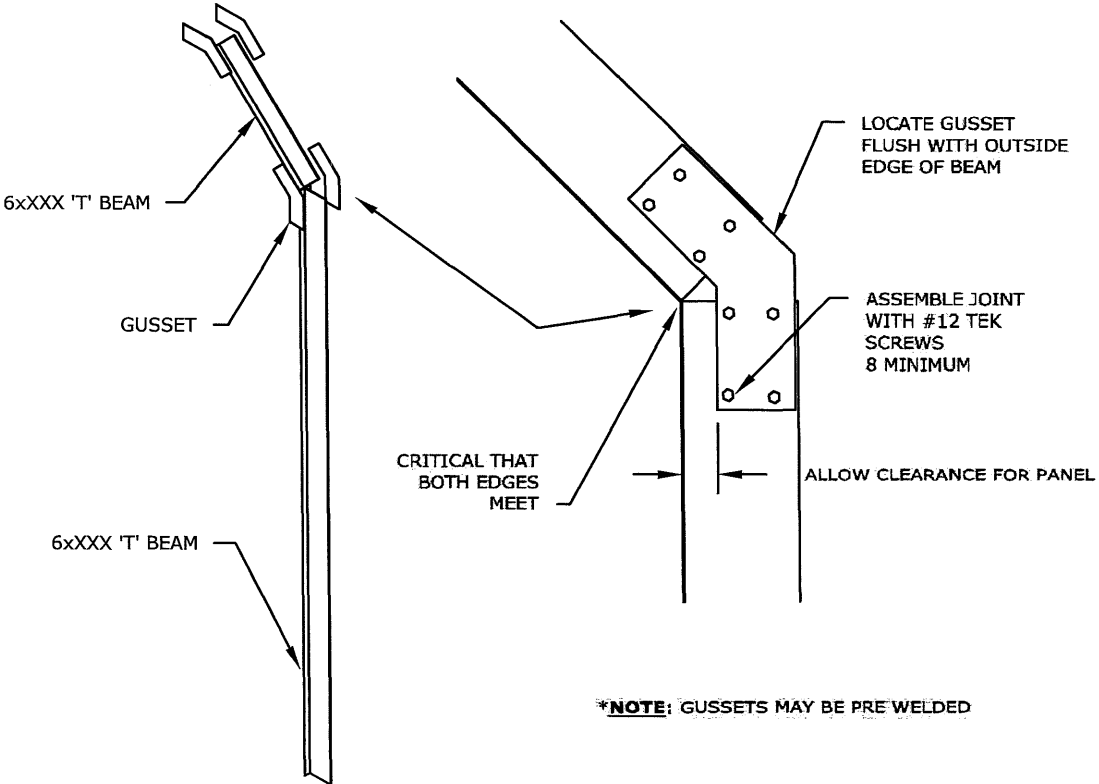 LOCATE GUSSET
FLUSH WITH OUTSIDE
EDGE OF BEAM
6xXXX 'T' BEAM
GUSSET
ASSEMBLE JOINT
WITH #12 TEK
SCREWS
8 MINIMUM
CRITICAL THAT
BOTH EDGES
MEET
ALLOW CLEARANCE FOR PANEL
6xXXX 'T' BEAM
*NOTE: GUSSETS MAY BE PRE WELDED